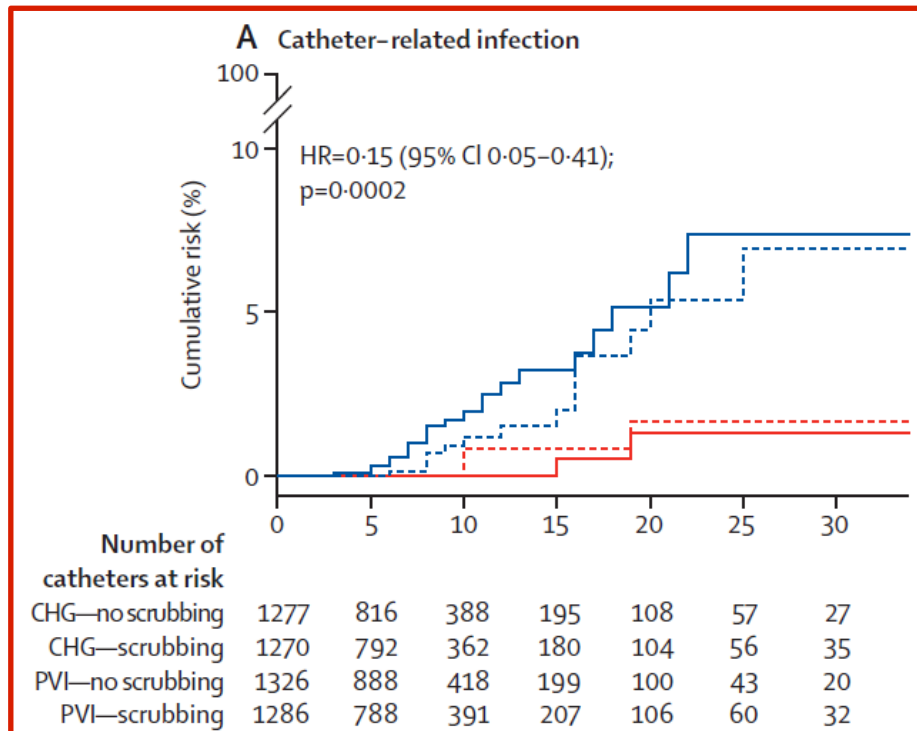 A Catheter-related infection
100
10
HR=0·15 (95% CI 0·05–0·41);
p=0·0002
Cumulative risk (%)
5
0
0 5 10 15 20 25 30
Number of
catheters at risk
CHG—no scrubbing 1277 816 388 195 108 57 27
CHG—scrubbing 1270 792 362 180 104 56 35
PVI—no scrubbing 1326 888 418 199 100 43 20
PVI—scrubbing 1286 788 391 207 106 60 32